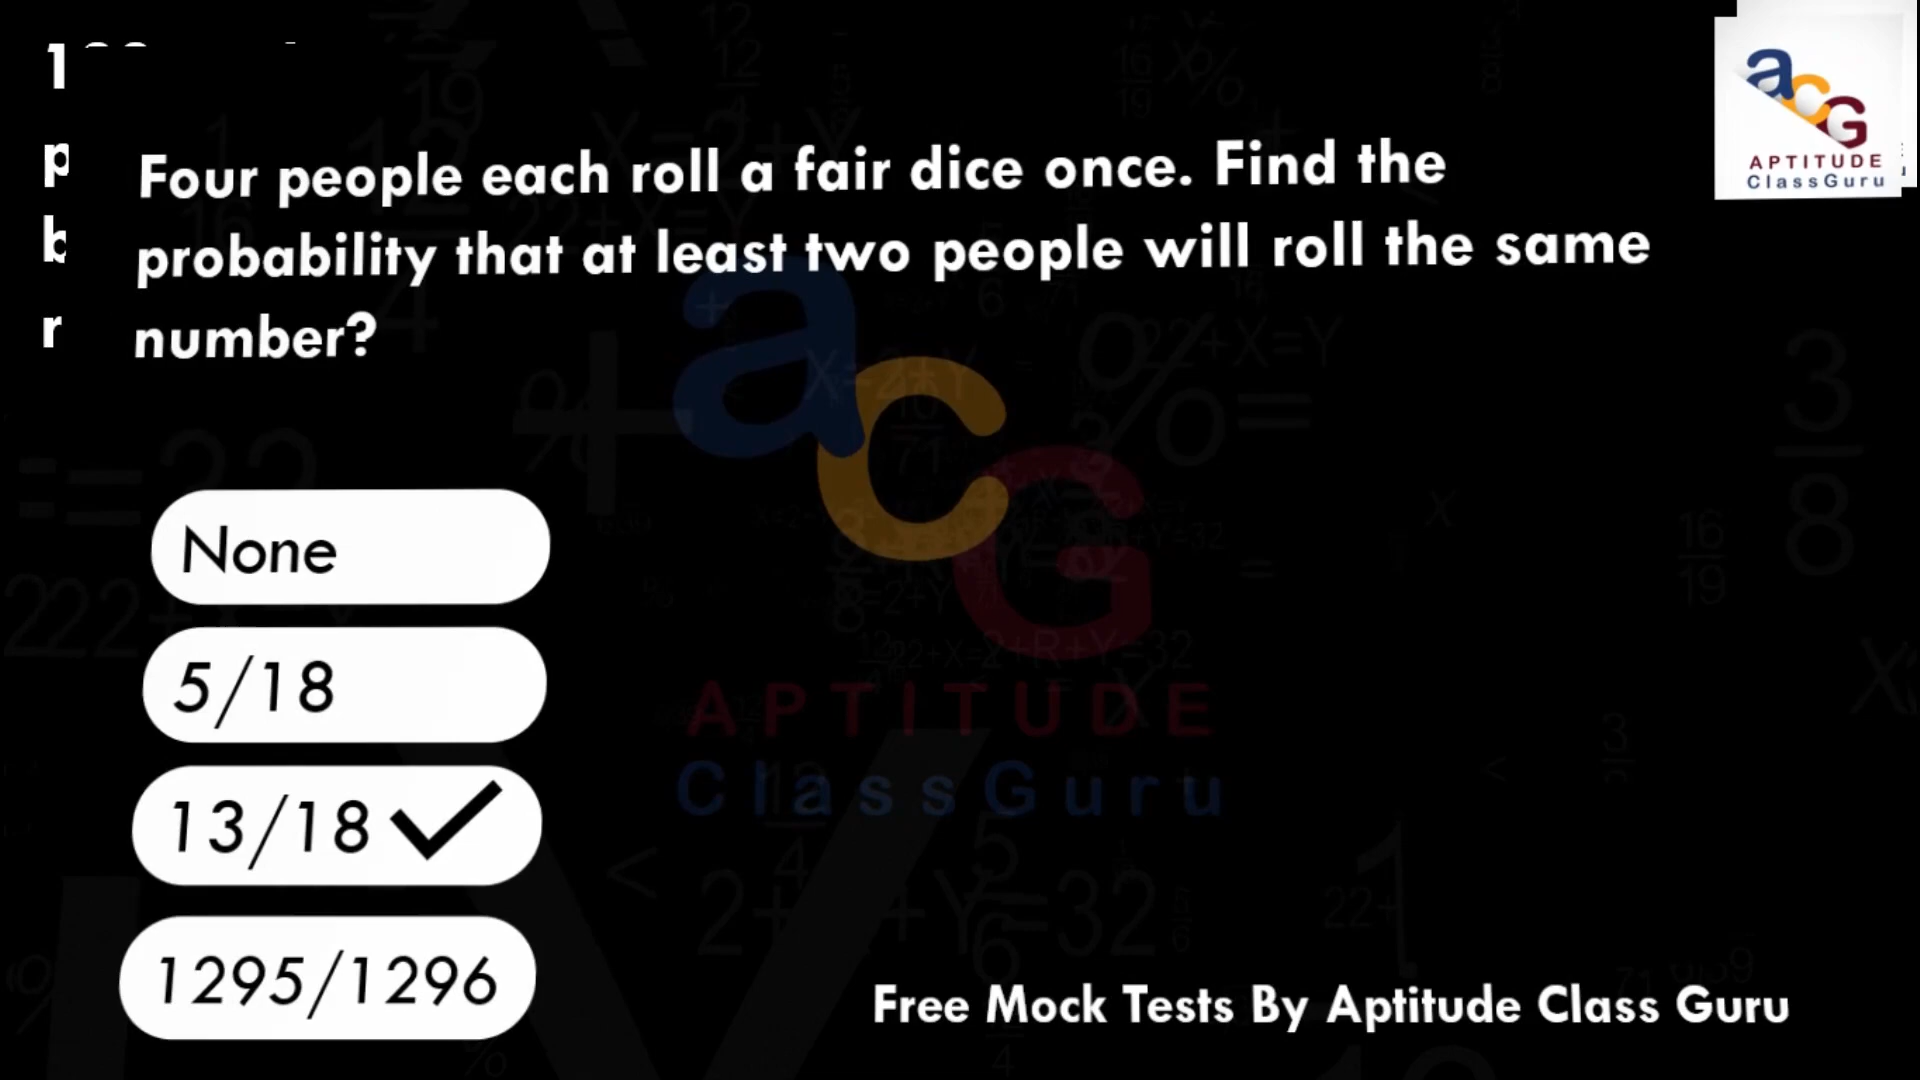 Four people each roll a fair dice once. Find the
probability that at least two people will roll the same
number?
None
5/18
13/18
1295/1296
Free Mock Tests By Aptitude Class Guru
acG
APTITUDE
ClassGuru
acG
APTITUDE
ClassGuru